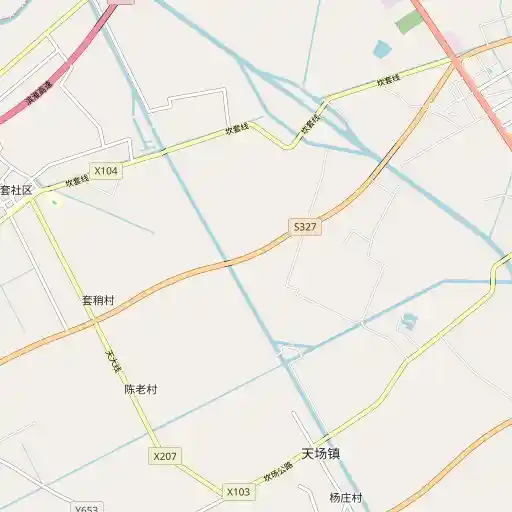 坎套线
滨淮高速
坎套线
坎套线
X104
坎套线
套社区
S327
套稍村
天大线
陈老村
X207
天场镇
坎场公路
X103
杨庄村
Y653